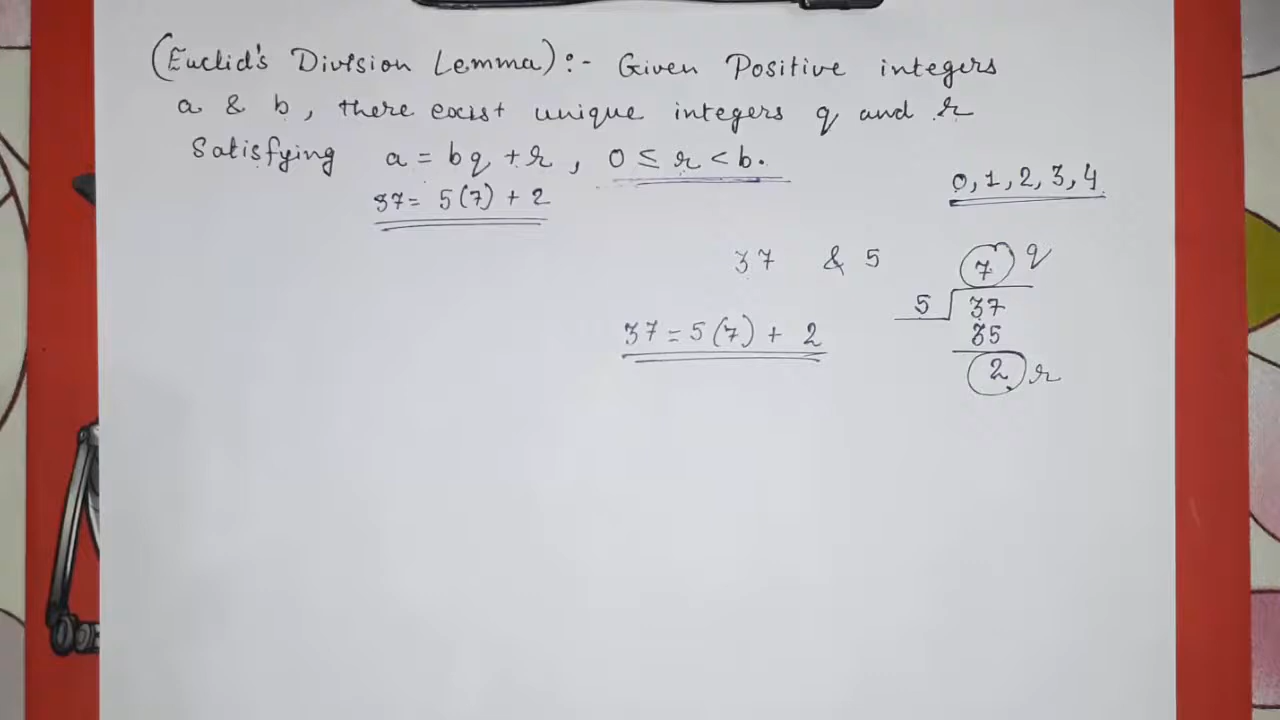 (Euclid's Division Lemma) :- Given Positive integers
a & b, there exist unique integers q and r
Satisfying a = bq + r, 0 ≤ r < b.
37 = 5(7) + 2
0, 1, 2, 3, 4
37 & 5
7 q
5 37
35
2 r
37 = 5(7) + 2